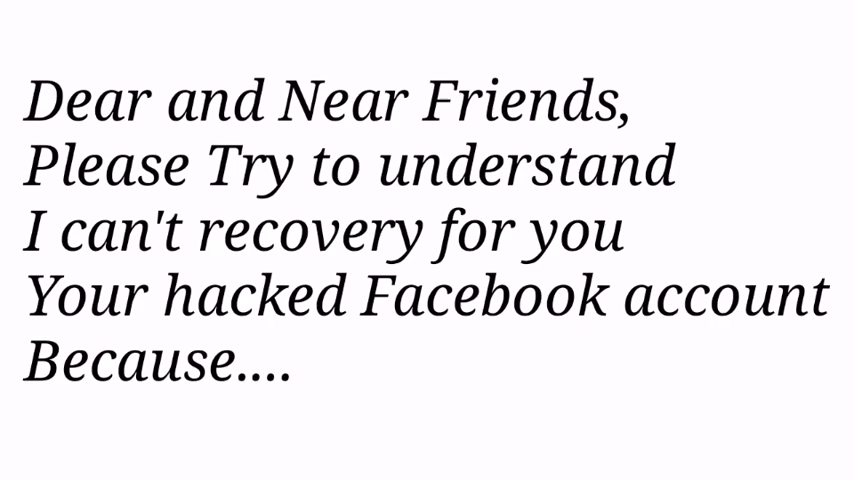 Dear and Near Friends,
Please Try to understand
I can't recovery for you
Your hacked Facebook account
Because....